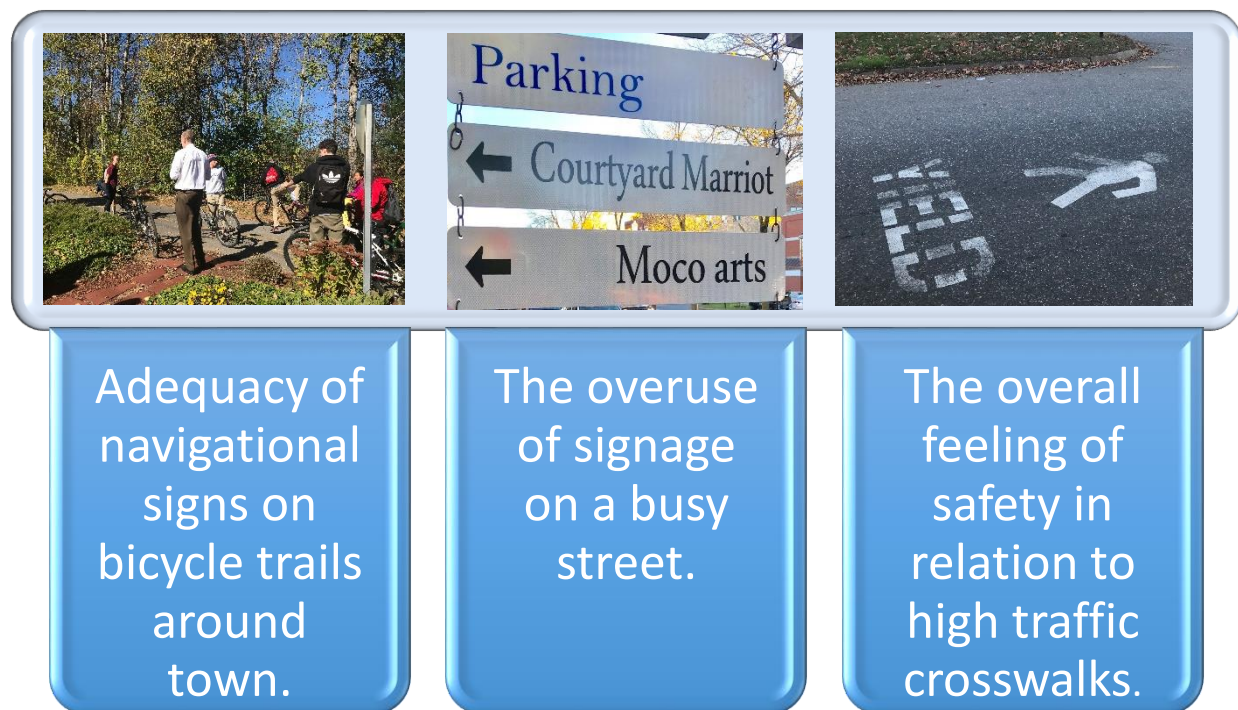 Parking
Courtyard Marriot
Moco arts
Adequacy of
navigational
signs on
bicycle trails
around
town.
The overuse
of signage
on a busy
street.
The overall
feeling of
safety in
relation to
high traffic
crosswalks.